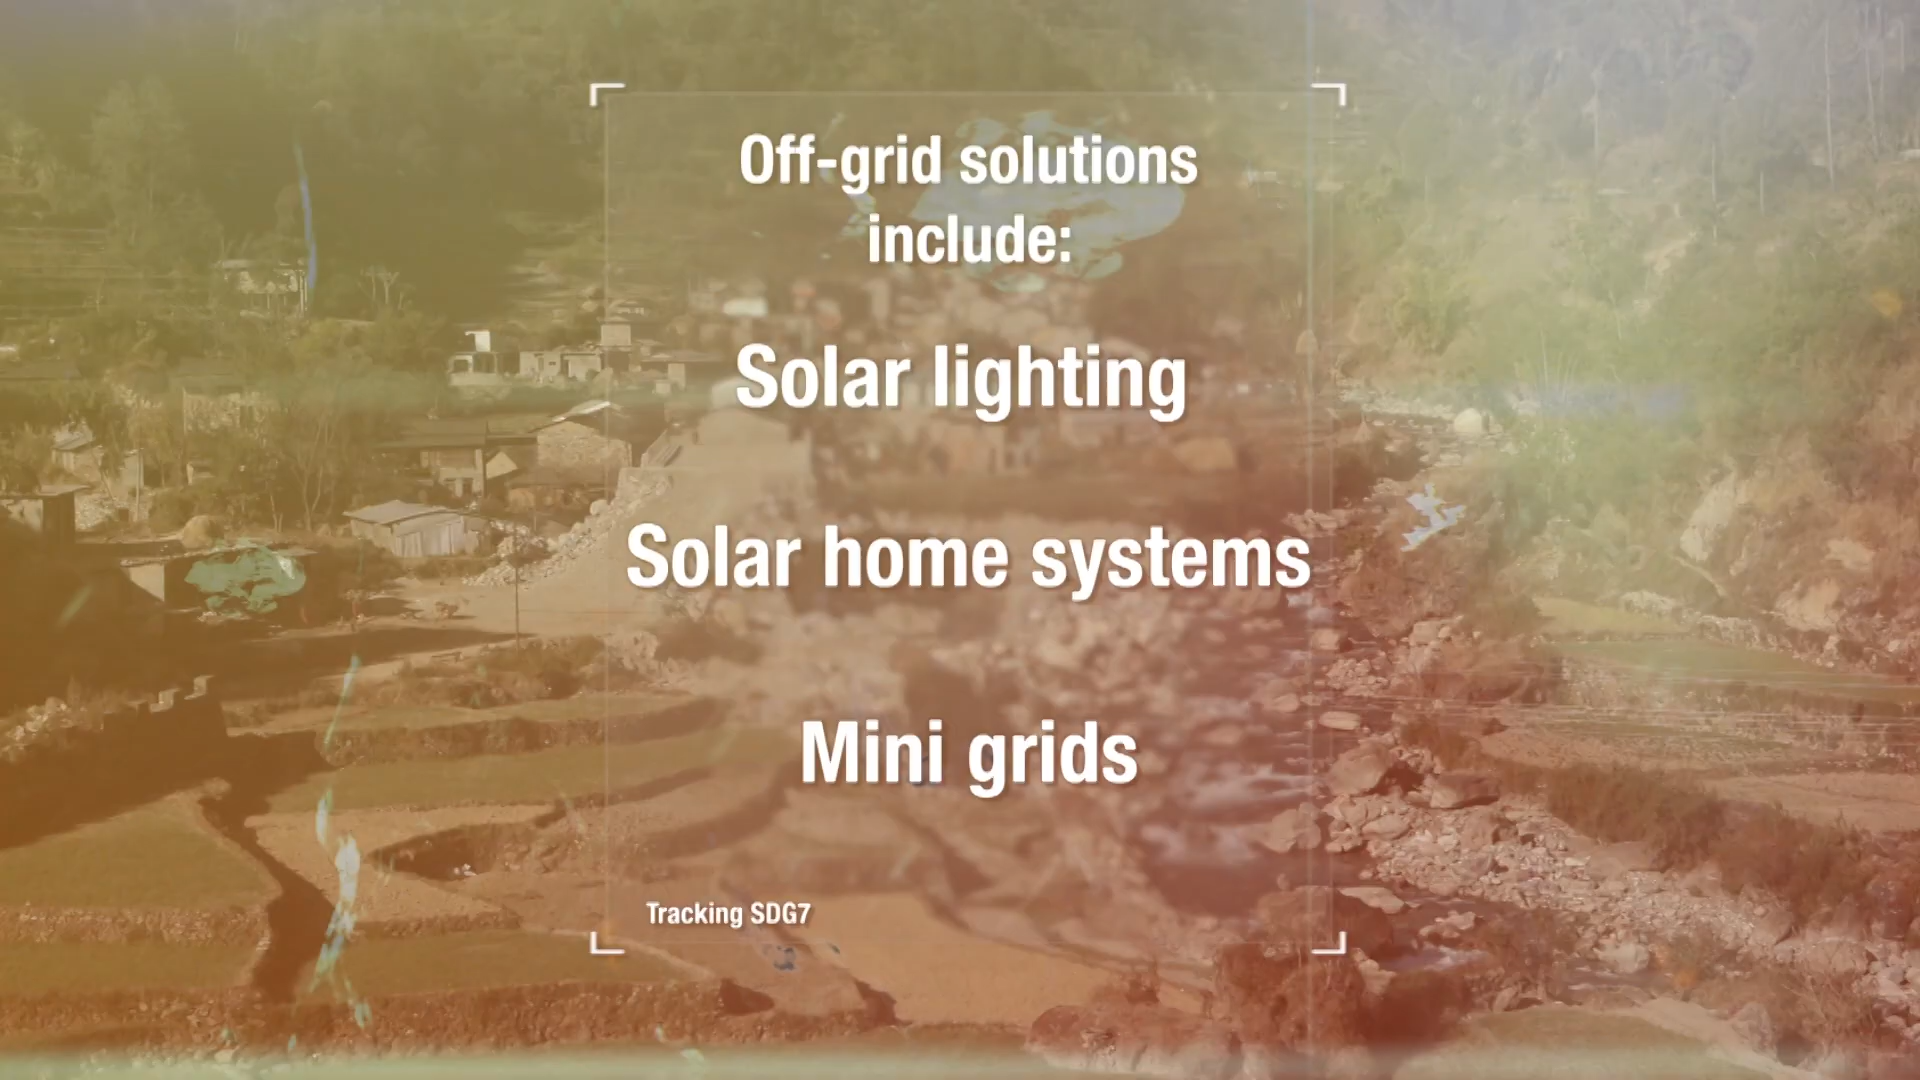 Off-grid solutions
include:
Solar lighting
Solar home systems
Mini grids
Tracking SDG7